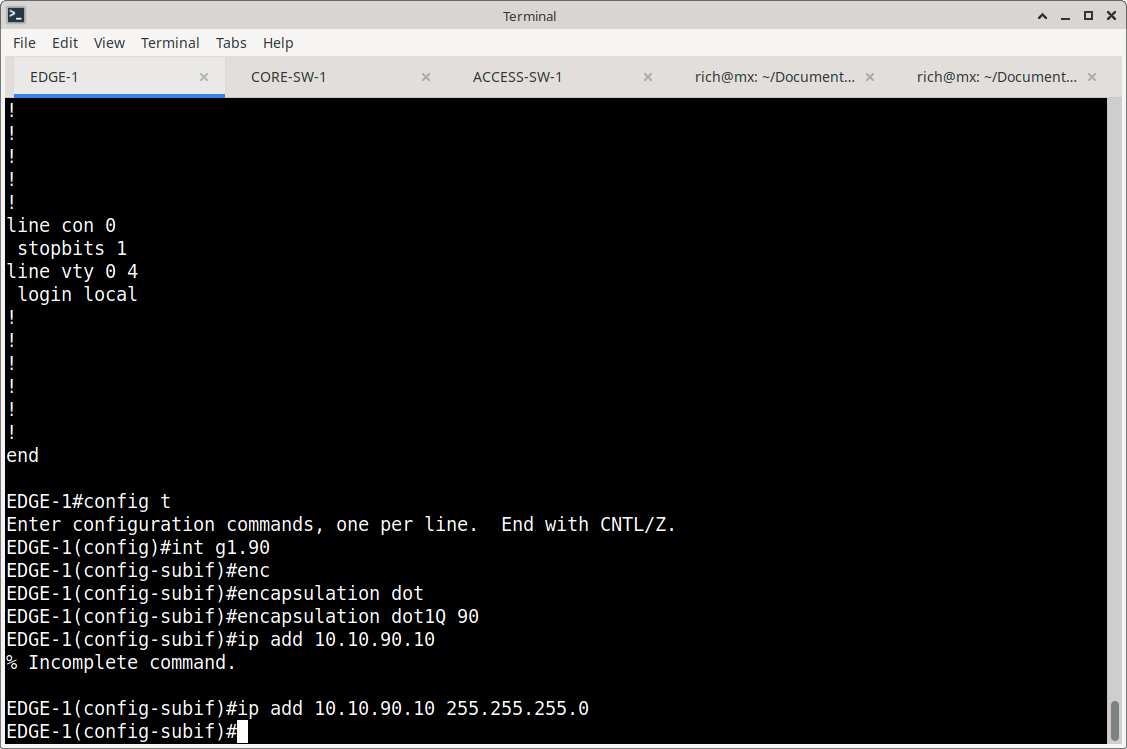 Terminal
File Edit View Terminal Tabs Help
EDGE-1 CORE-SW-1 ACCESS-SW-1 rich@mx: ~/Document... rich@mx: ~/Document...
!
!
!
!
!
line con 0
 stopbits 1
line vty 0 4
 login local
!
!
!
!
!
!
end

EDGE-1#config t
Enter configuration commands, one per line.  End with CNTL/Z.
EDGE-1(config)#int g1.90
EDGE-1(config-subif)#enc
EDGE-1(config-subif)#encapsulation dot
EDGE-1(config-subif)#encapsulation dot1Q 90
EDGE-1(config-subif)#ip add 10.10.90.10
% Incomplete command.

EDGE-1(config-subif)#ip add 10.10.90.10 255.255.255.0
EDGE-1(config-subif)#